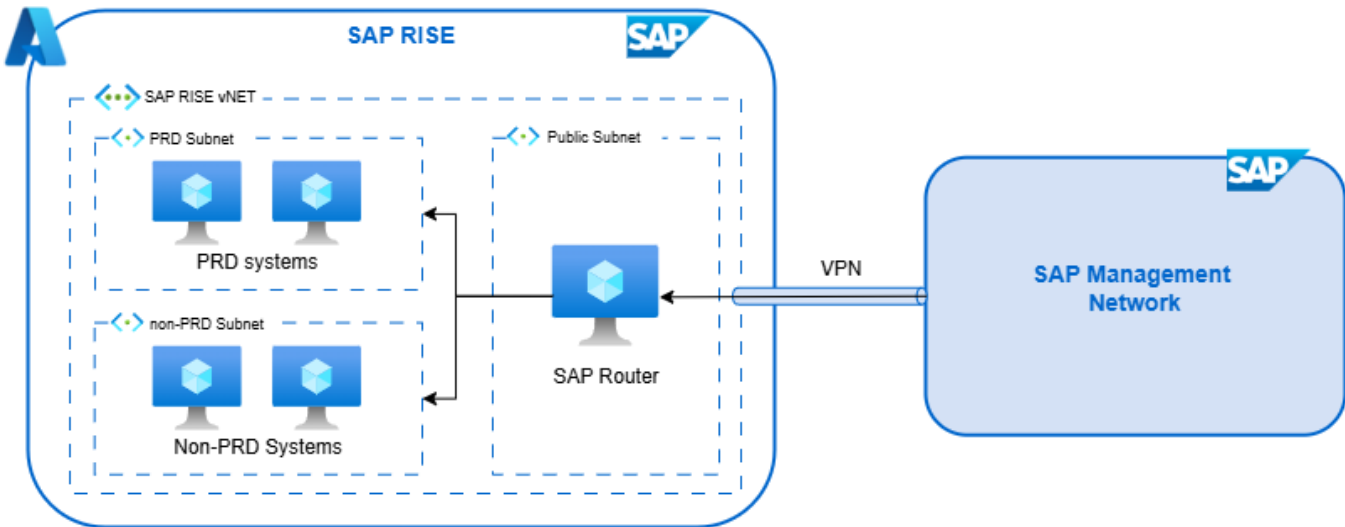 SAP RISE
SAP
SAP RISE vNET
PRD Subnet
Public Subnet
PRD systems
non-PRD Subnet
Non-PRD Systems
SAP Router
VPN
SAP
SAP Management
Network